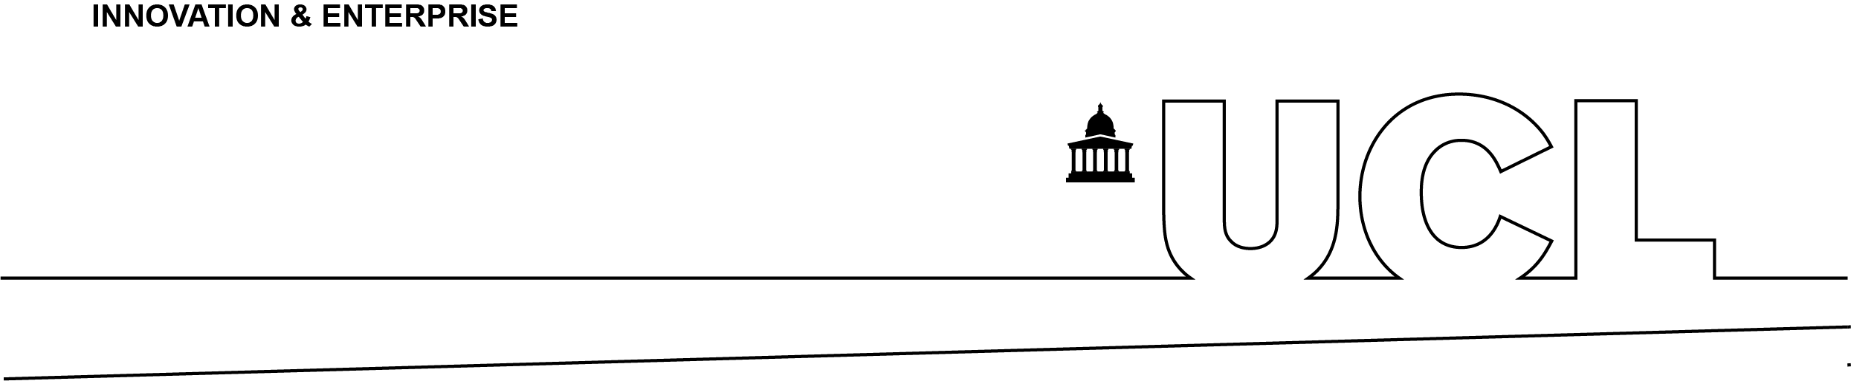 INNOVATION & ENTERPRISE
UCL